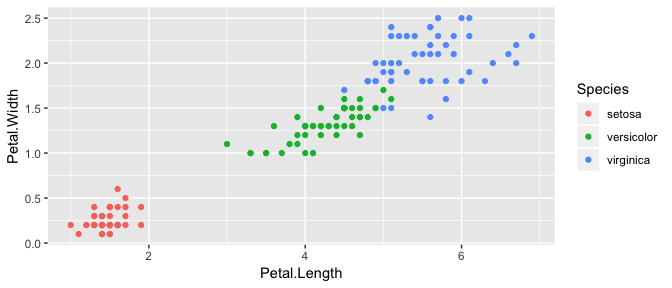 2.5
2.0
1.5
1.0
0.5
0.0
Petal.Width
2
4
6
Petal.Length
Species
setosa
versicolor
virginica